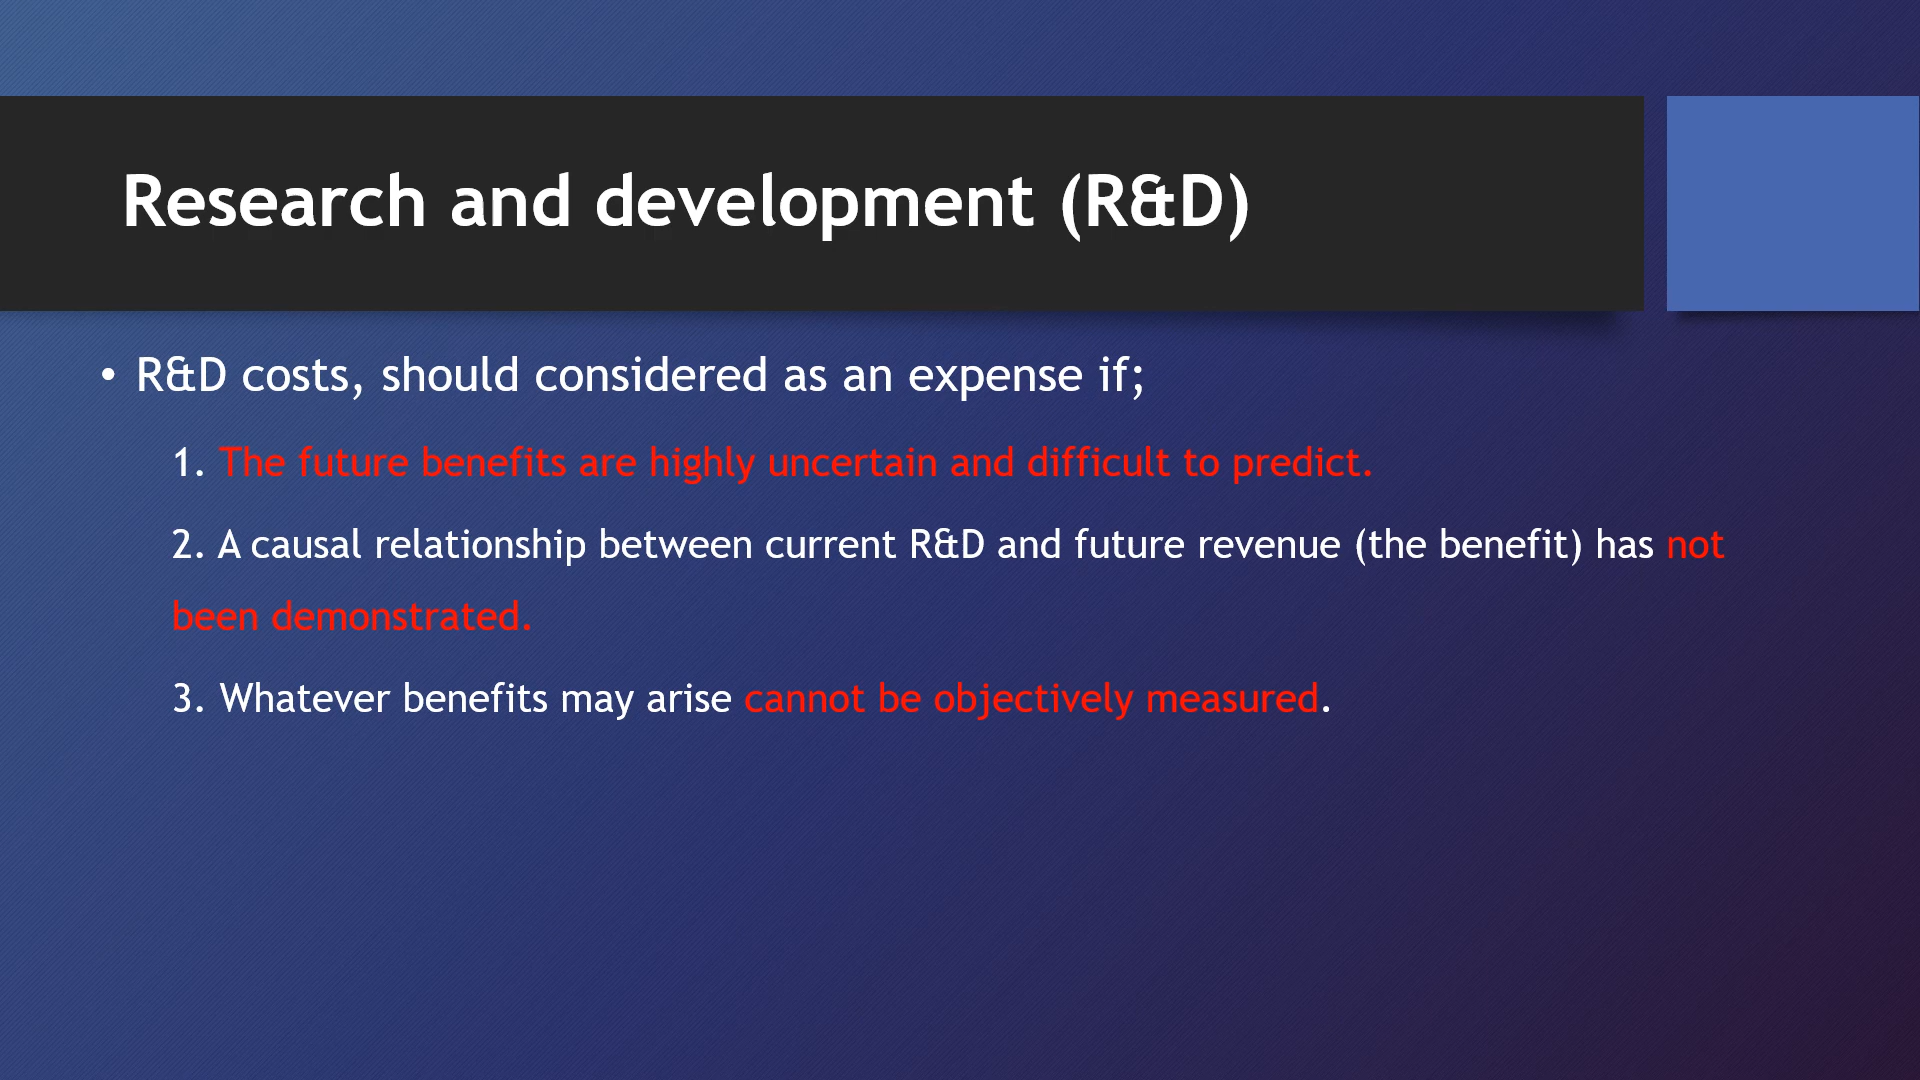 Research and development (R&D)
• R&D costs, should considered as an expense if;
1. The future benefits are highly uncertain and difficult to predict.
2. A causal relationship between current R&D and future revenue (the benefit) has not
been demonstrated.
3. Whatever benefits may arise cannot be objectively measured.